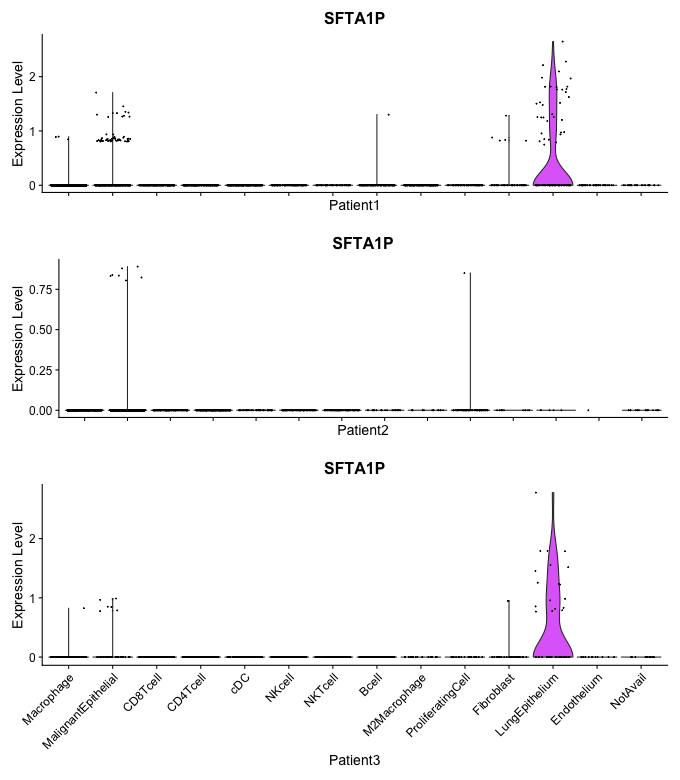 SFTA1P
Expression Level
2
1
0
Patient1
SFTA1P
Expression Level
0.75
0.50
0.25
0.00
Patient2
SFTA1P
Expression Level
2
1
0
Macrophage
MalignantEpithelial
CD8Tcell
CD4Tcell
cDC
NKcell
NKTcell
Bcell
M2Macrophage
ProliferatingCell
Fibroblast
LungEpithelium
Endothelium
NotAvail
Patient3